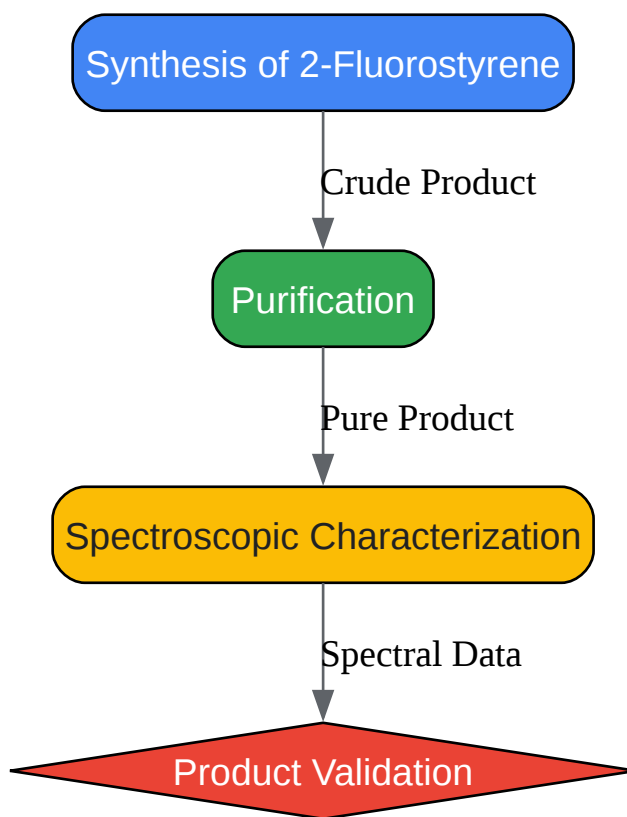 Synthesis of 2-Fluorostyrene
Crude Product
Purification
Pure Product
Spectroscopic Characterization
Spectral Data
Product Validation